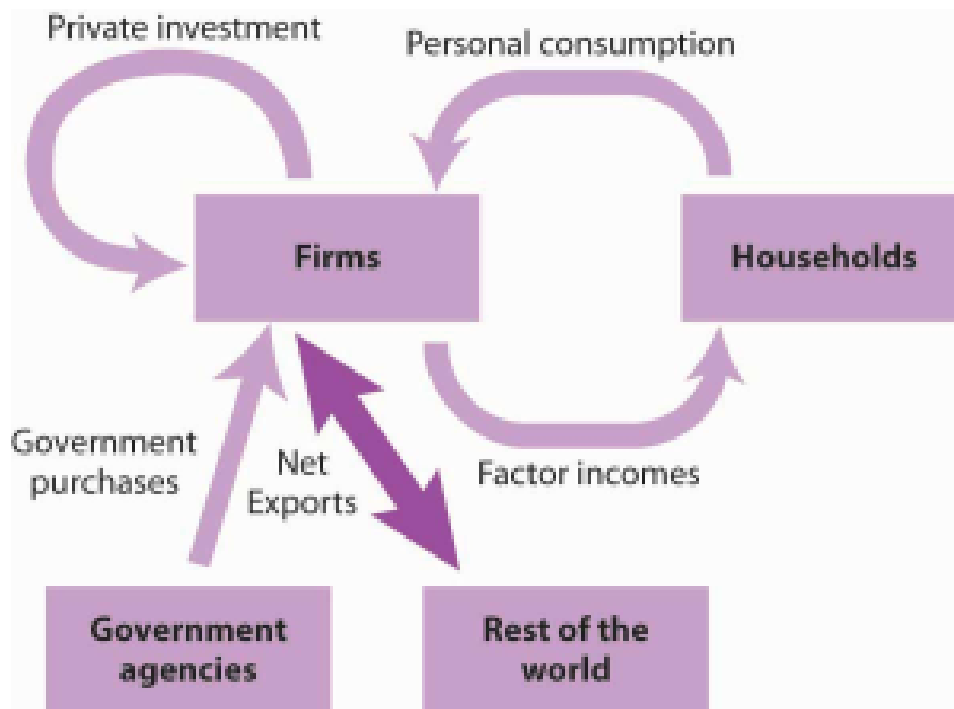 Private investment
Personal consumption
Firms
Households
Government
purchases
Net
Exports
Factor incomes
Government
agencies
Rest of the
world